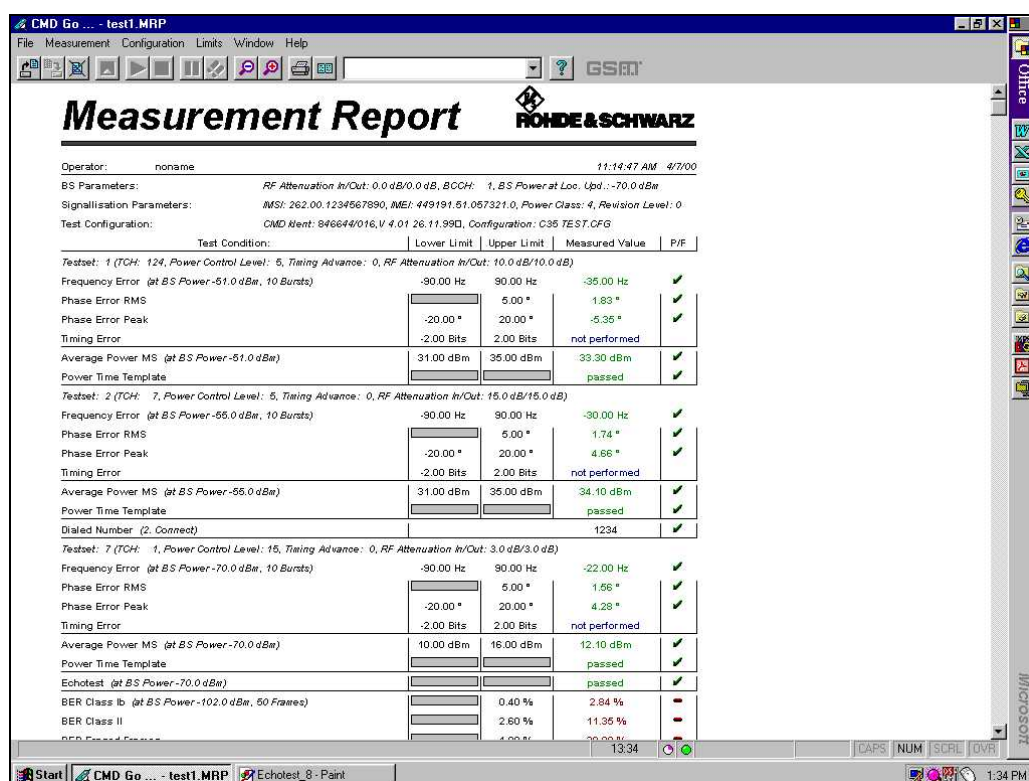 CMD Go ... - test1.MRP
File Measurement Configuration Limits Window Help
GSM
Office
Measurement Report
ROHDE & SCHWARZ
Operator: noname 11:14:47 AM 4/7/00
BS Parameters: RF Attenuation In/Out: 0.0 dB/0.0 dB, BCCH: 1, BS Power at Loc. Upd.: -70.0 dBm
Signallisation Parameters: IMSI: 262.00.1234567890, IMEI: 449191.51.057321.0, Power Class: 4, Revision Level: 0
Test Configuration: CMD Ident: 846644/016,V 4.01 26.11.99, Configuration: C35 TEST.CFG
Test Condition: Lower Limit Upper Limit Measured Value P/F
Testset: 1 (TCH: 124, Power Control Level: 5, Timing Advance: 0, RF Attenuation In/Out: 10.0 dB/10.0 dB)
Frequency Error (at BS Power -51.0 dBm, 10 Bursts) -90.00 Hz 90.00 Hz -35.00 Hz ✔
Phase Error RMS 5.00 ° 1.83 ° ✔
Phase Error Peak -20.00 ° 20.00 ° -5.35 ° ✔
Timing Error -2.00 Bits 2.00 Bits not performed
Average Power MS (at BS Power -51.0 dBm) 31.00 dBm 35.00 dBm 33.30 dBm ✔
Power Time Template passed ✔
Testset: 2 (TCH: 7, Power Control Level: 5, Timing Advance: 0, RF Attenuation In/Out: 15.0 dB/15.0 dB)
Frequency Error (at BS Power -55.0 dBm, 10 Bursts) -90.00 Hz 90.00 Hz -30.00 Hz ✔
Phase Error RMS 5.00 ° 1.74 ° ✔
Phase Error Peak -20.00 ° 20.00 ° 4.66 ° ✔
Timing Error -2.00 Bits 2.00 Bits not performed
Average Power MS (at BS Power -55.0 dBm) 31.00 dBm 35.00 dBm 34.10 dBm ✔
Power Time Template passed ✔
Dialed Number (2. Connect) 1234 ✔
Testset: 7 (TCH: 1, Power Control Level: 15, Timing Advance: 0, RF Attenuation In/Out: 3.0 dB/3.0 dB)
Frequency Error (at BS Power -70.0 dBm, 10 Bursts) -90.00 Hz 90.00 Hz -22.00 Hz ✔
Phase Error RMS 5.00 ° 1.56 ° ✔
Phase Error Peak -20.00 ° 20.00 ° 4.28 ° ✔
Timing Error -2.00 Bits 2.00 Bits not performed
Average Power MS (at BS Power -70.0 dBm) 10.00 dBm 16.00 dBm 12.10 dBm ✔
Power Time Template passed ✔
Echotest (at BS Power -70.0 dBm) passed ✔
BER Class Ib (at BS Power -102.0 dBm, 50 Frames) 0.40 % 2.84 % -
BER Class II 2.60 % 11.35 % -
Microsoft
13:34 CAPS NUM SCRL OVR
Start CMD Go ... - test1.MRP Echotest_8 - Paint 1:34 PM